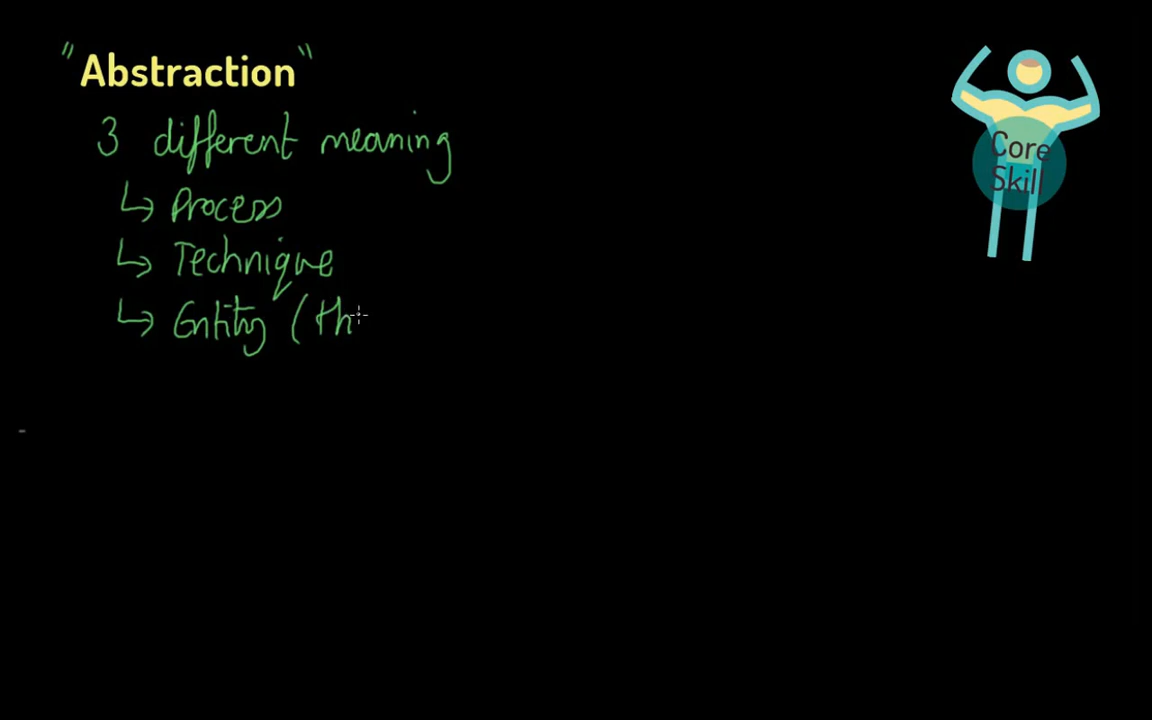 "Abstraction"
3 different meaning
↳ Process
↳ Technique
↳ Entity (th
Core
Skill